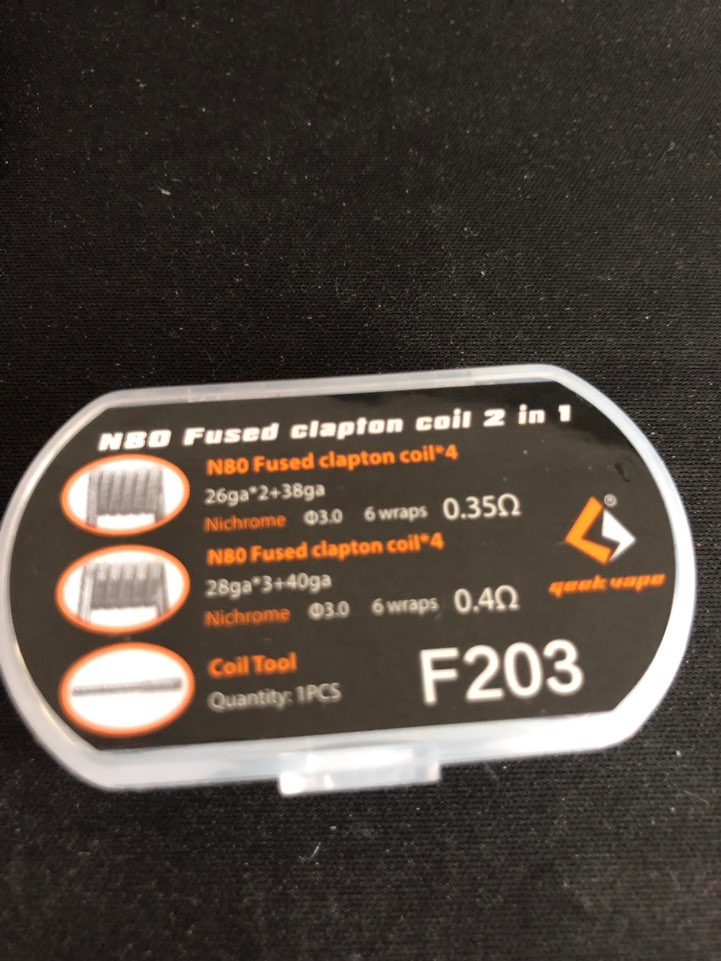 N80 Fused clapton coil 2 in 1
N80 Fused clapton coil*4
26ga*2+38ga
Nichrome Φ3.0 6 wraps 0.35Ω
N80 Fused clapton coil*4
28ga*3+40ga
Nichrome Φ3.0 6 wraps 0.4Ω
Coil Tool
Quantity: 1PCS
®
geek vape
F203